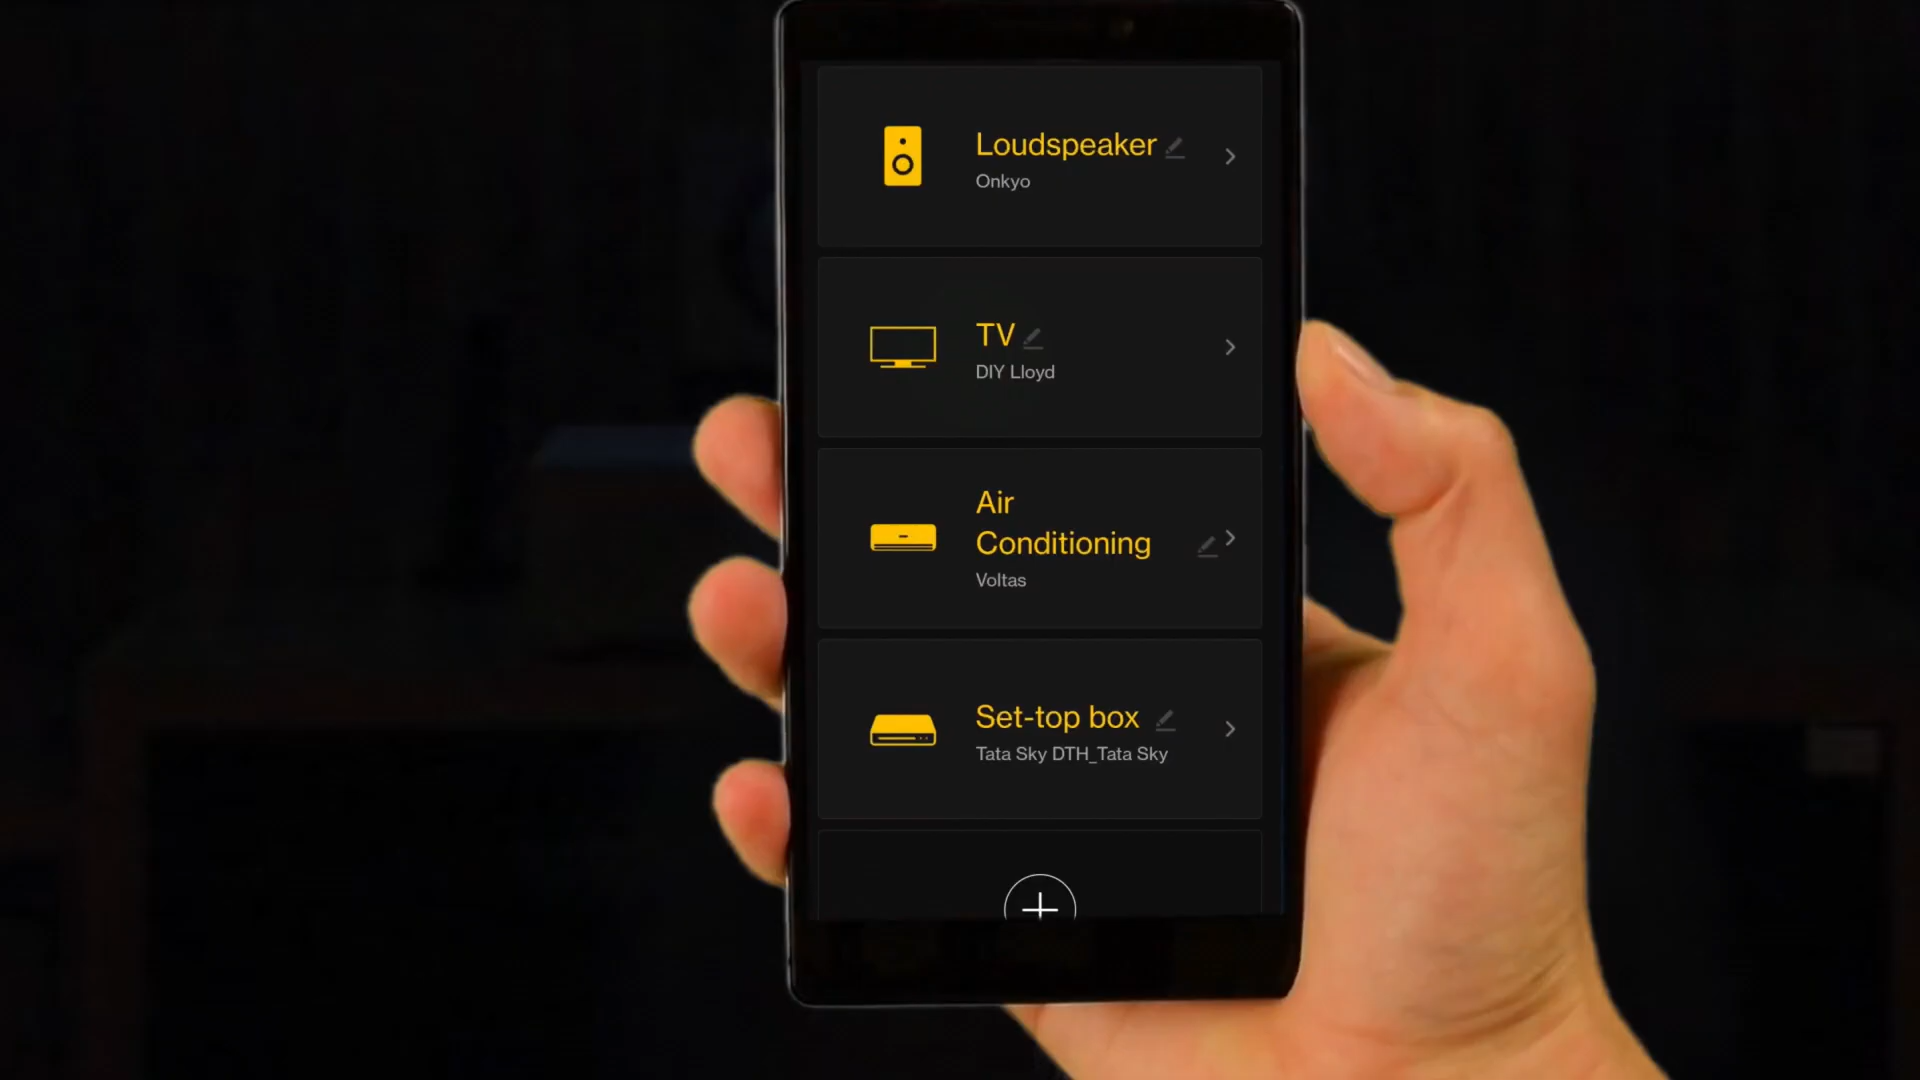 Loudspeaker
Onkyo
TV
DIY Lloyd
Air
Conditioning
Voltas
Set-top box
Tata Sky DTH_Tata Sky